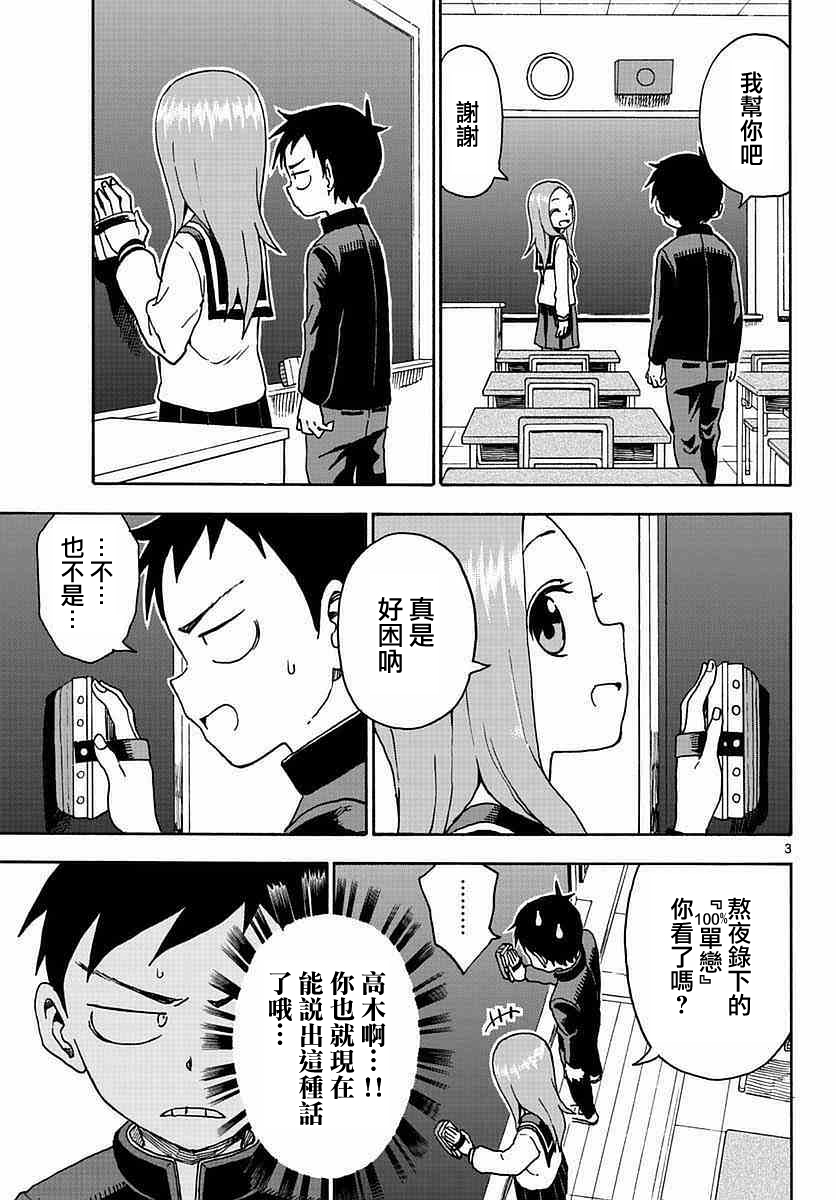 我幫你吧
謝謝
真是
好困吶
…不…
也不是…
3
熬夜錄下的
『100%單戀』
你看了嗎？
………
高木啊…!!
你也就現在
能説出這種話
了哦…